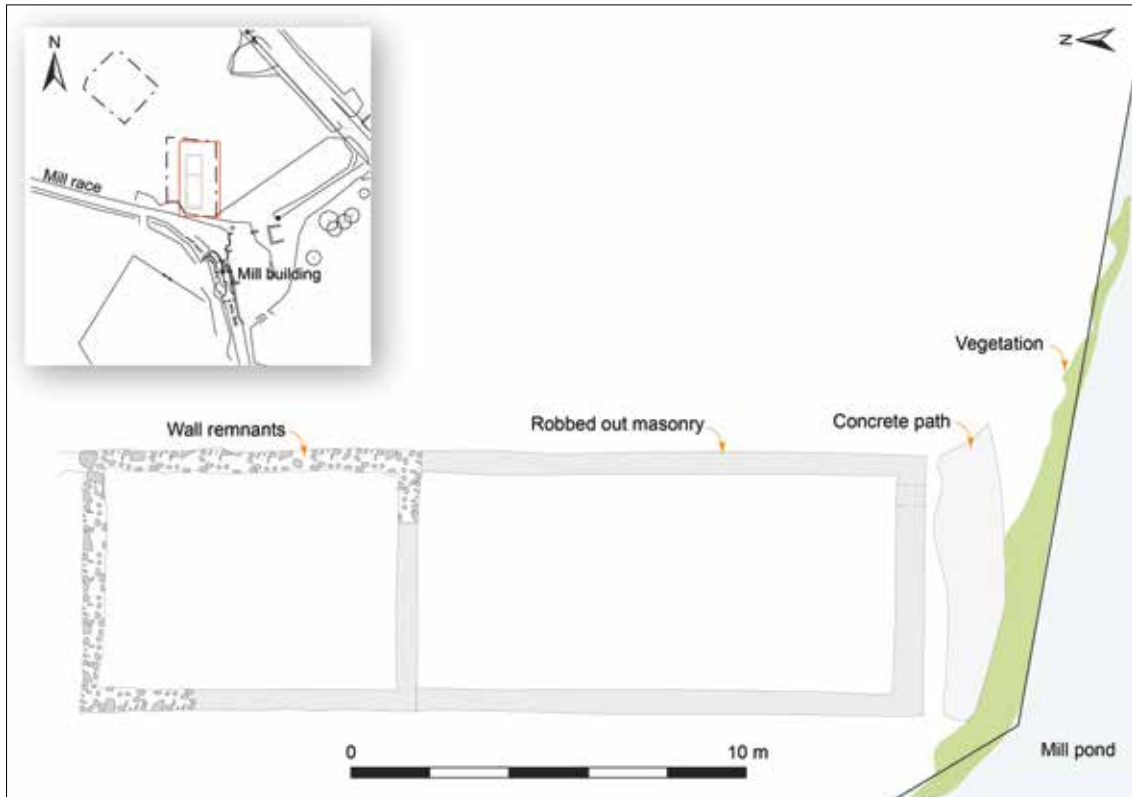 N
Mill race
Mill building
N
Vegetation
Wall remnants
Robbed out masonry
Concrete path
0
10 m
Mill pond